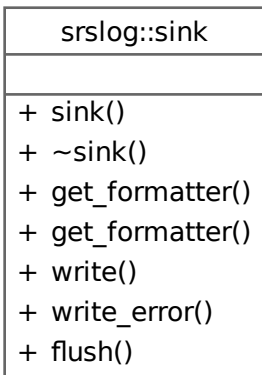 srslog::sink
+ sink()
+ ~sink()
+ get_formatter()
+ get_formatter()
+ write()
+ write_error()
+ flush()